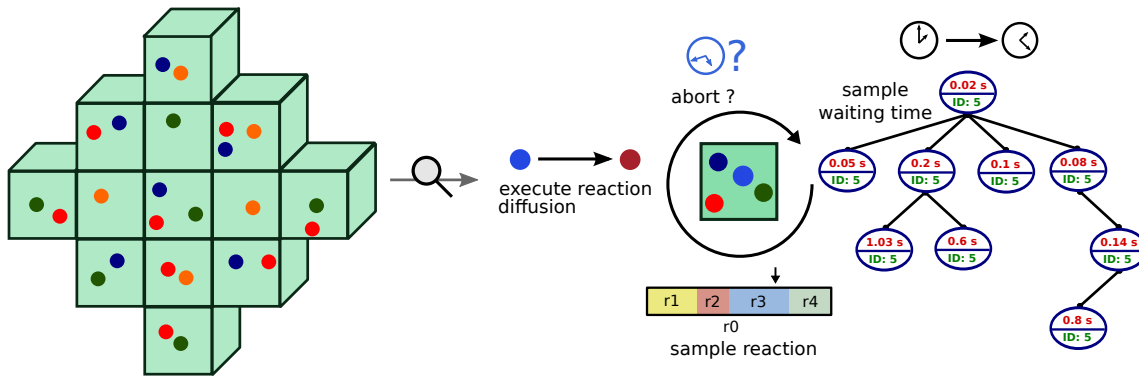 ?
abort ?
sample
waiting time
execute reaction
diffusion
0.02 s
ID: 5
0.05 s
ID: 5
0.2 s
ID: 5
0.1 s
ID: 5
0.08 s
ID: 5
1.03 s
ID: 5
0.6 s
ID: 5
0.14 s
ID: 5
0.8 s
ID: 5
r1 r2 r3 r4
r0
sample reaction